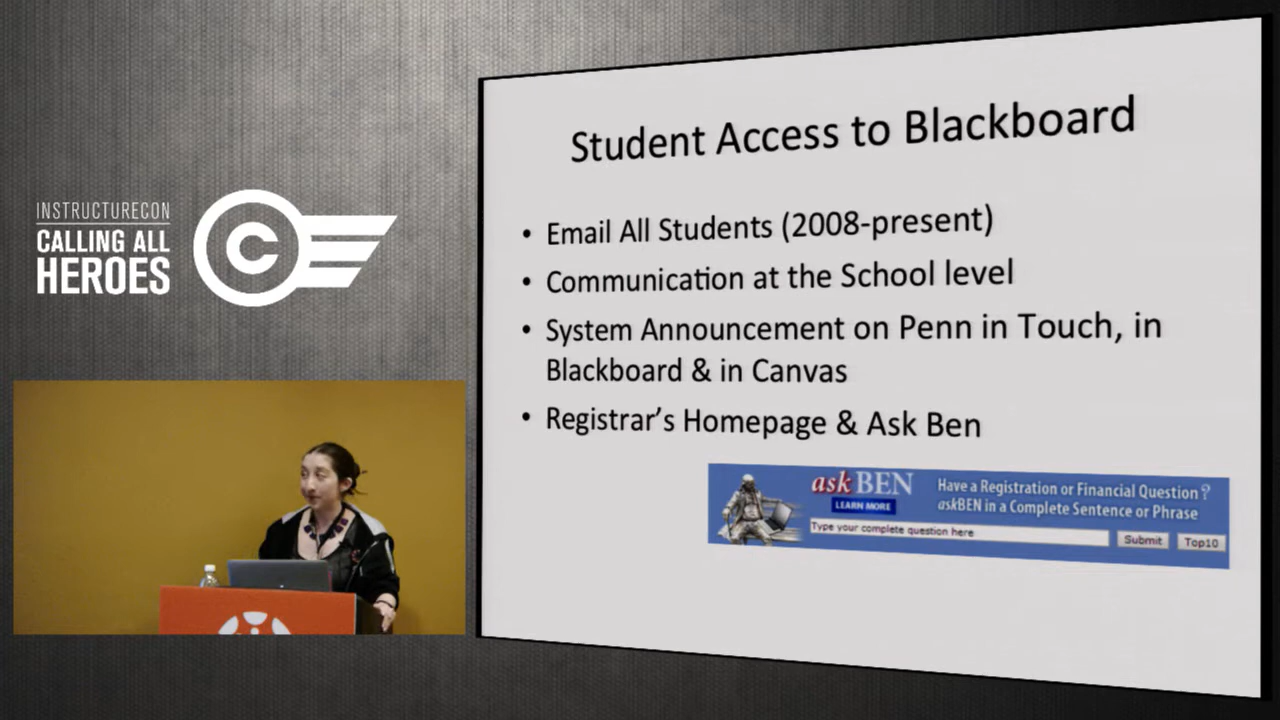 INSTRUCTURECON
CALLING ALL
HEROES
C
Student Access to Blackboard
• Email All Students (2008-present)
• Communication at the School level
• System Announcement on Penn in Touch, in
Blackboard & in Canvas
• Registrar's Homepage & Ask Ben
ask BEN
LEARN MORE
Have a Registration or Financial Question?
askBEN in a Complete Sentence or Phrase
Type your complete question here
Submit
Top10